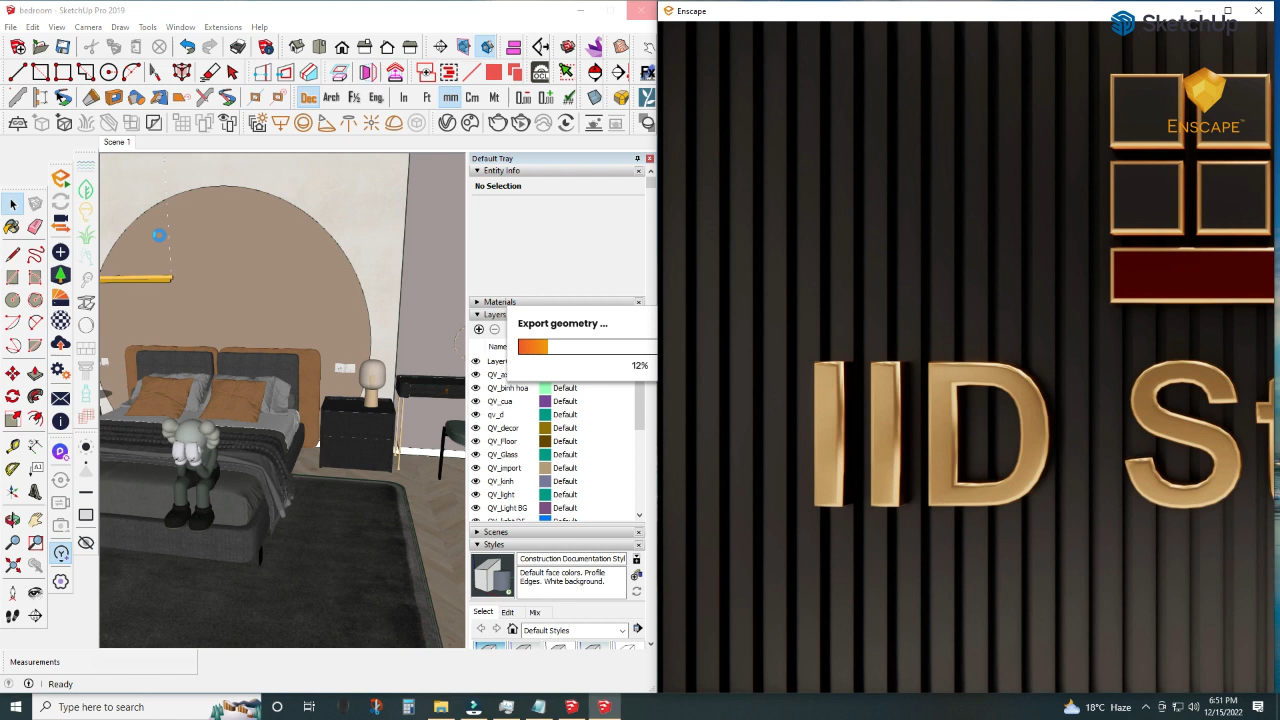 bedroom - SketchUp Pro 2019
Enscape
File Edit View Camera Draw Tools Window Extensions Help
SketchUp
ENSCAPE™
Dec Arch F½ Eng. In Ft mm Cm Mt
Scene 1
Default Tray
Entity Info
No Selection
Materials
Layers
Export geometry ...
12%
Name
QV_binh hoa Default
QV_cua Default
qv_d Default
QV_decor Default
QV_Floor Default
QV_Glass Default
QV_import Default
QV_kinh Default
QV_light Default
QV_Light BG Default
Scenes
Styles
Construction Documentation Styl
Default face colors. Profile
Edges. White background.
Select Edit Mix
Default Styles
IID St
Measurements
Ready
Type here to search
18°C Haze
6:51 PM
12/15/2022